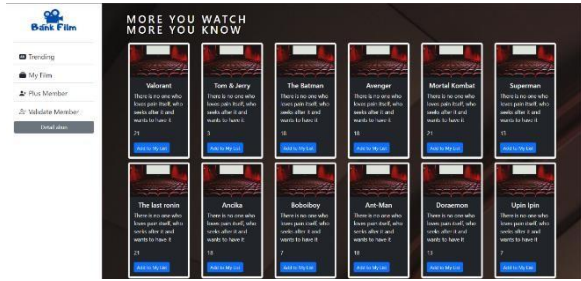 Bank Film
Trending
My Film
Plus Member
Validate Member
Detail akun
MORE YOU WATCH
MORE YOU KNOW
Valorant
There is no one who
loves pain itself, who
seeks after it and
wants to have it
21
Add to My List
Tom & Jerry
There is no one who
loves pain itself, who
seeks after it and
wants to have it
3
Add to My List
The Batman
There is no one who
loves pain itself, who
seeks after it and
wants to have it
18
Add to My List
Avenger
There is no one who
loves pain itself, who
seeks after it and
wants to have it
18
Add to My List
Mortal Kombat
There is no one who
loves pain itself, who
seeks after it and
wants to have it
21
Add to My List
Superman
There is no one who
loves pain itself, who
seeks after it and
wants to have it
15
Add to My List
The last ronin
There is no one who
loves pain itself, who
seeks after it and
wants to have it
21
Add to My List
Ancika
There is no one who
loves pain itself, who
seeks after it and
wants to have it
18
Add to My List
Boboiboy
There is no one who
loves pain itself, who
seeks after it and
wants to have it
7
Add to My List
Ant-Man
There is no one who
loves pain itself, who
seeks after it and
wants to have it
18
Add to My List
Doraemon
There is no one who
loves pain itself, who
seeks after it and
wants to have it
13
Add to My List
Upin Ipin
There is no one who
loves pain itself, who
seeks after it and
wants to have it
7
Add to My List